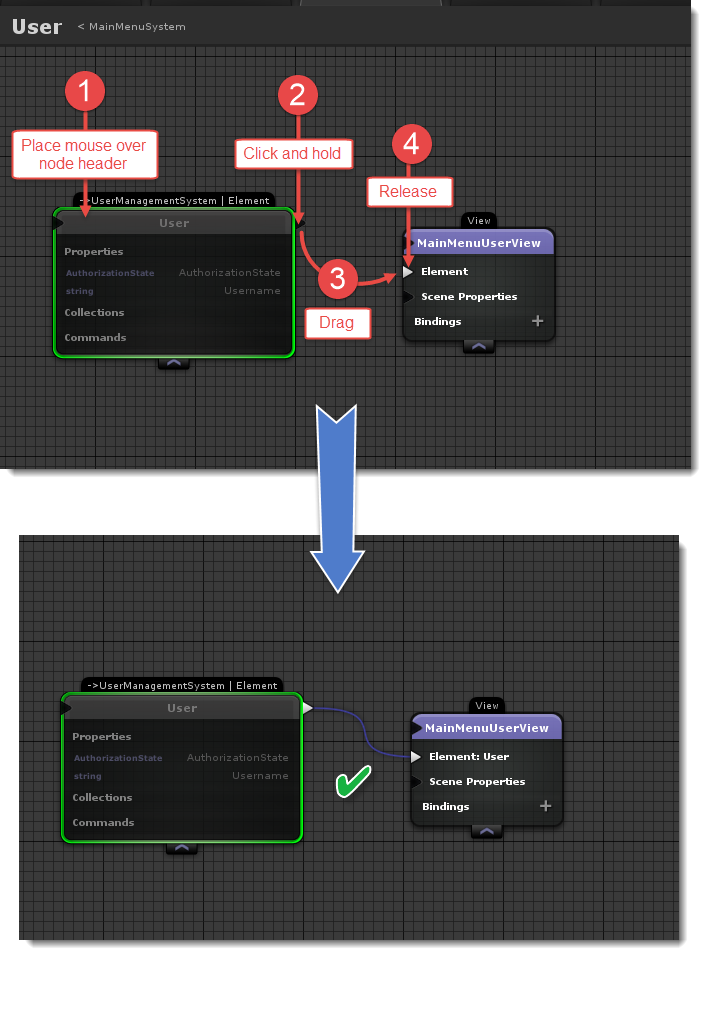 User < MainMenuSystem
1
2
4
Place mouse over
node header
Click and hold
Release
->UserManagementSystem | Element
User
Properties
AuthorizationState AuthorizationState
string Username
Collections
Commands
3
Drag
View
MainMenuUserView
Element
Scene Properties
Bindings +
->UserManagementSystem | Element
User
Properties
AuthorizationState AuthorizationState
string Username
Collections
Commands
View
MainMenuUserView
Element: User
Scene Properties
Bindings +